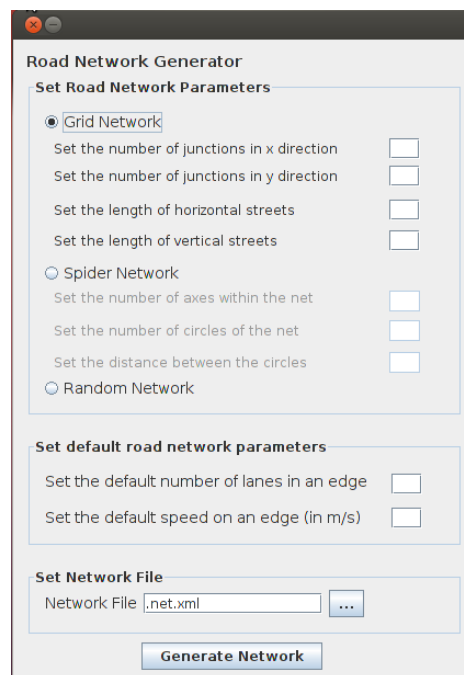 Road Network Generator
Set Road Network Parameters
Grid Network
Set the number of junctions in x direction
Set the number of junctions in y direction
Set the length of horizontal streets
Set the length of vertical streets
Spider Network
Set the number of axes within the net
Set the number of circles of the net
Set the distance between the circles
Random Network
Set default road network parameters
Set the default number of lanes in an edge
Set the default speed on an edge (in m/s)
Set Network File
Network File .net.xml ...
Generate Network